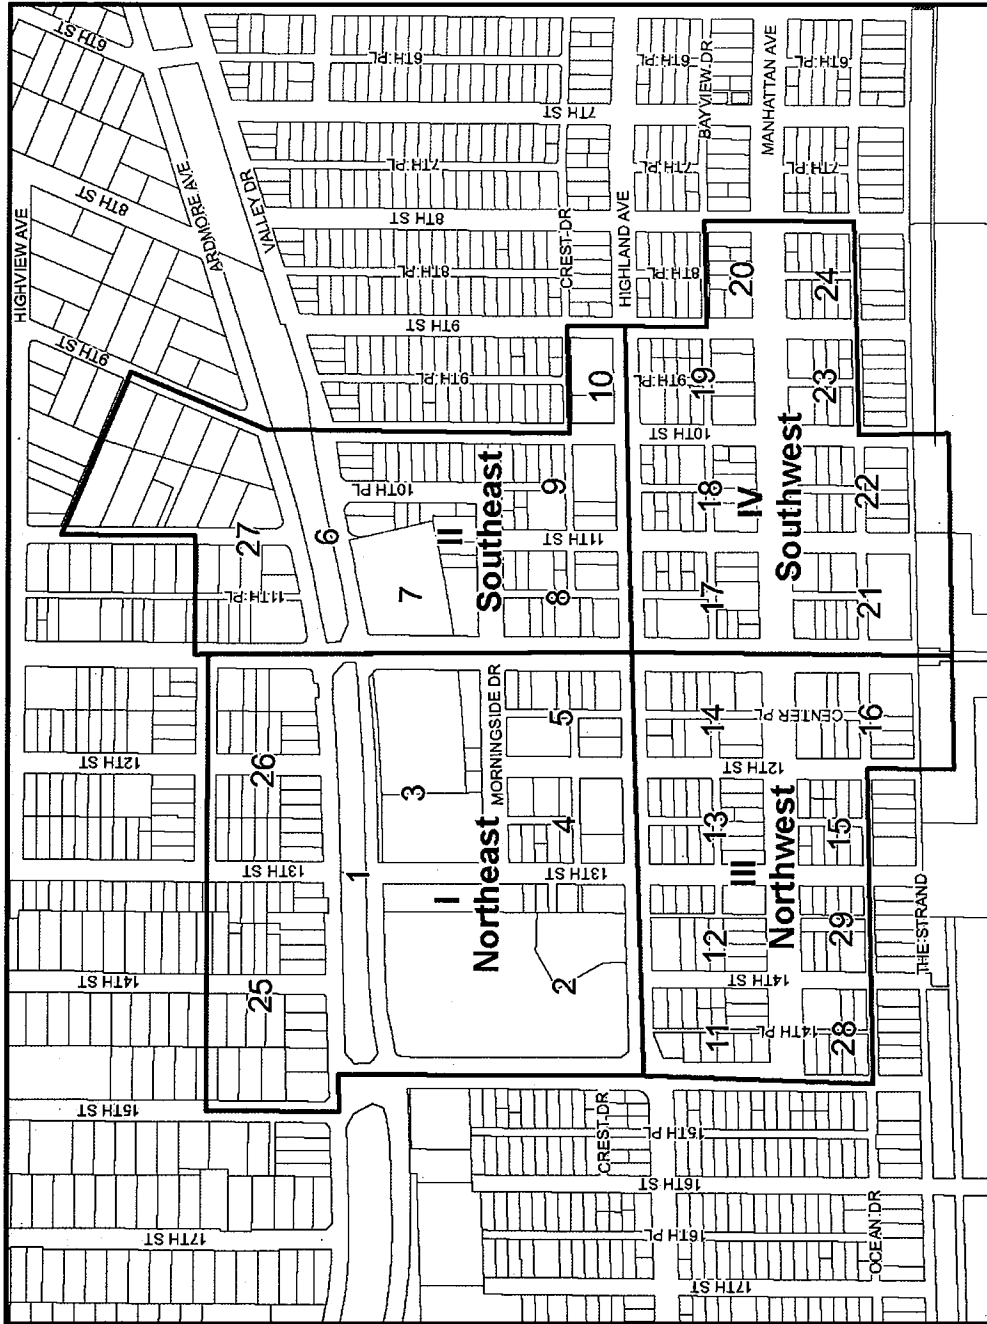 6TH ST
6TH ST
6TH PL
6TH PL
BAYVIEW DR
MANHATTAN AVE
6TH PL
7TH ST
7TH PL
7TH PL
7TH PL
HIGHVIEW AVE
8TH ST
ARDMORE AVE
VALLEY DR
8TH ST
8TH PL
CREST DR
HIGHLAND AVE
8TH PL
20
24
9TH ST
9TH ST
9TH PL
10
9TH PL
19
23
10TH ST
27
6
10TH PL
II
Southeast
9
11TH ST
18
IV
Southwest
22
11TH PL
7
8
17
21
26
12TH ST
3
MORNINGSIDE DR
5
14
CENTER PL
16
12TH ST
13TH ST
1
I
Northeast
4
13TH ST
13
III
Northwest
15
25
14TH ST
2
12
14TH ST
29
THE STRAND
11
14TH PL
28
15TH ST
CREST DR
15TH PL
16TH ST
16TH PL
17TH ST
17TH ST
OCEAN DR